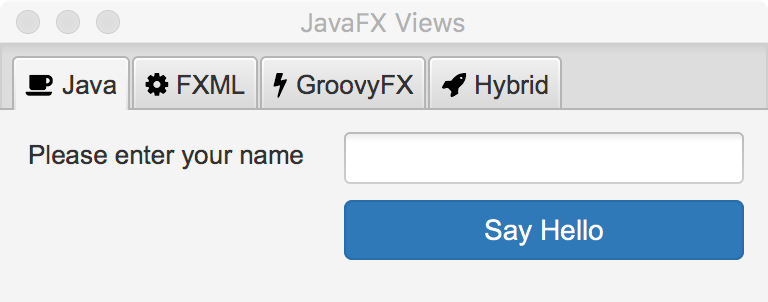 JavaFX Views
Java FXML GroovyFX Hybrid
Please enter your name
Say Hello